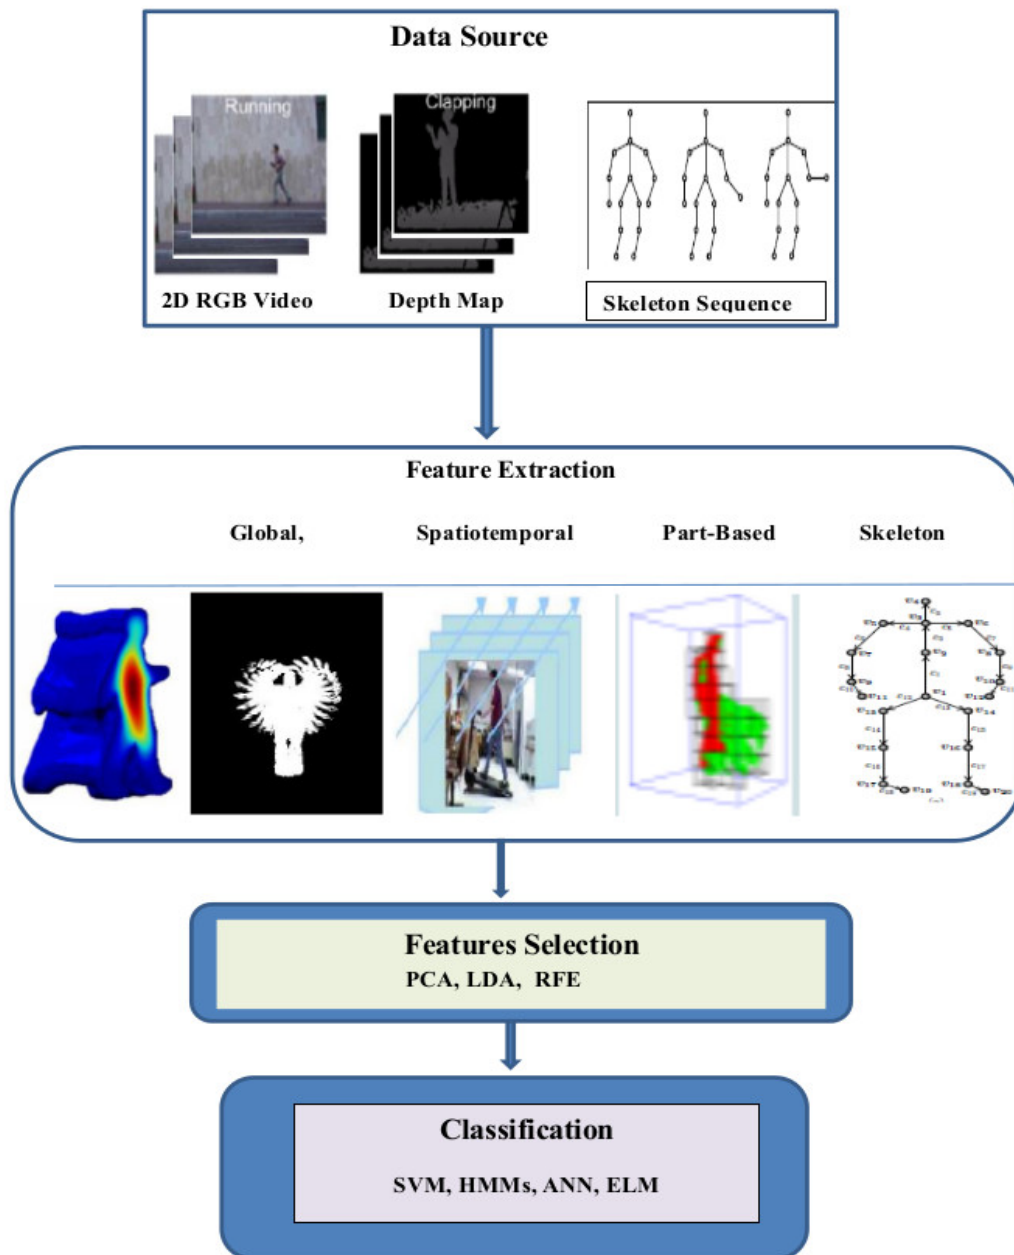 Data Source
Running
Clapping
2D RGB Video
Depth Map
Skeleton Sequence
Feature Extraction
Global,
Spatiotemporal
Part-Based
Skeleton
Features Selection
PCA, LDA, RFE
Classification
SVM, HMMs, ANN, ELM